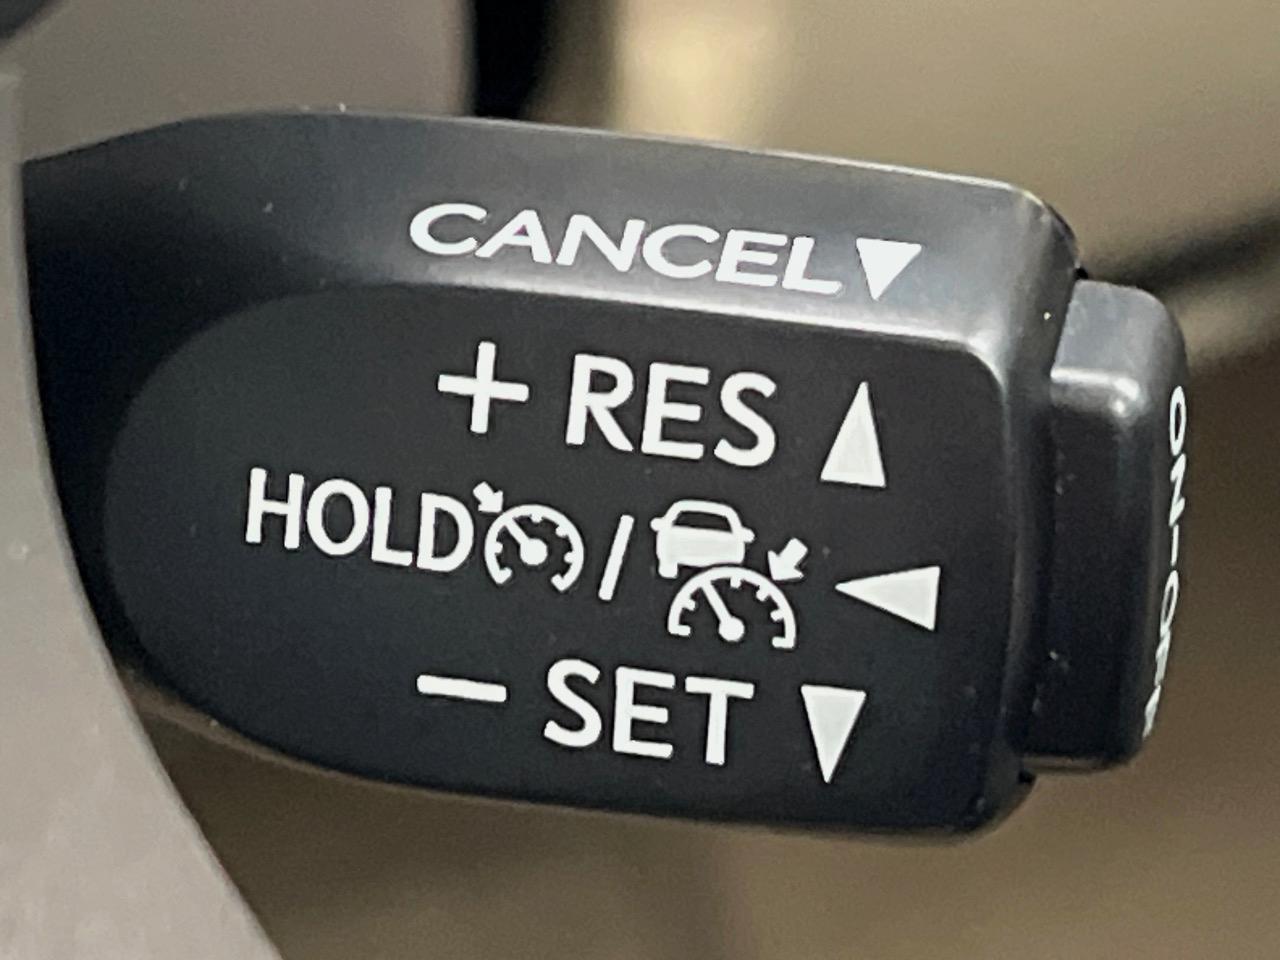 CANCEL▼
+ RES ▲
HOLD / ◀
– SET ▼
ON-OFF